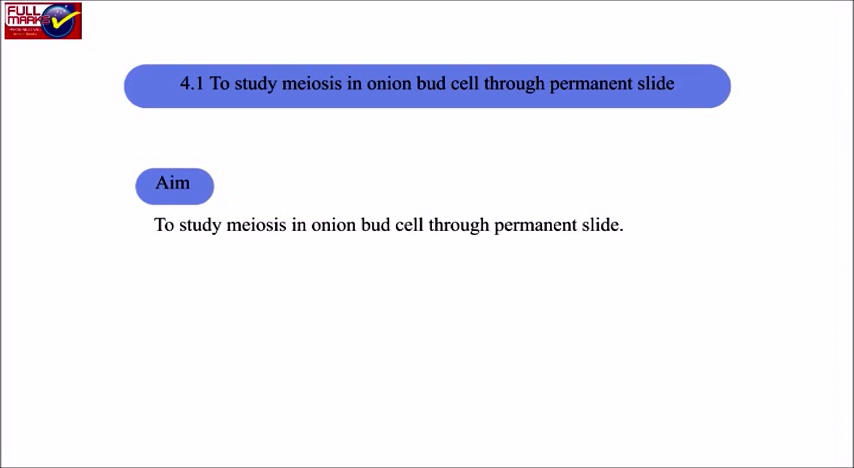 FULL
MARKS
4.1 To study meiosis in onion bud cell through permanent slide
Aim
To study meiosis in onion bud cell through permanent slide.